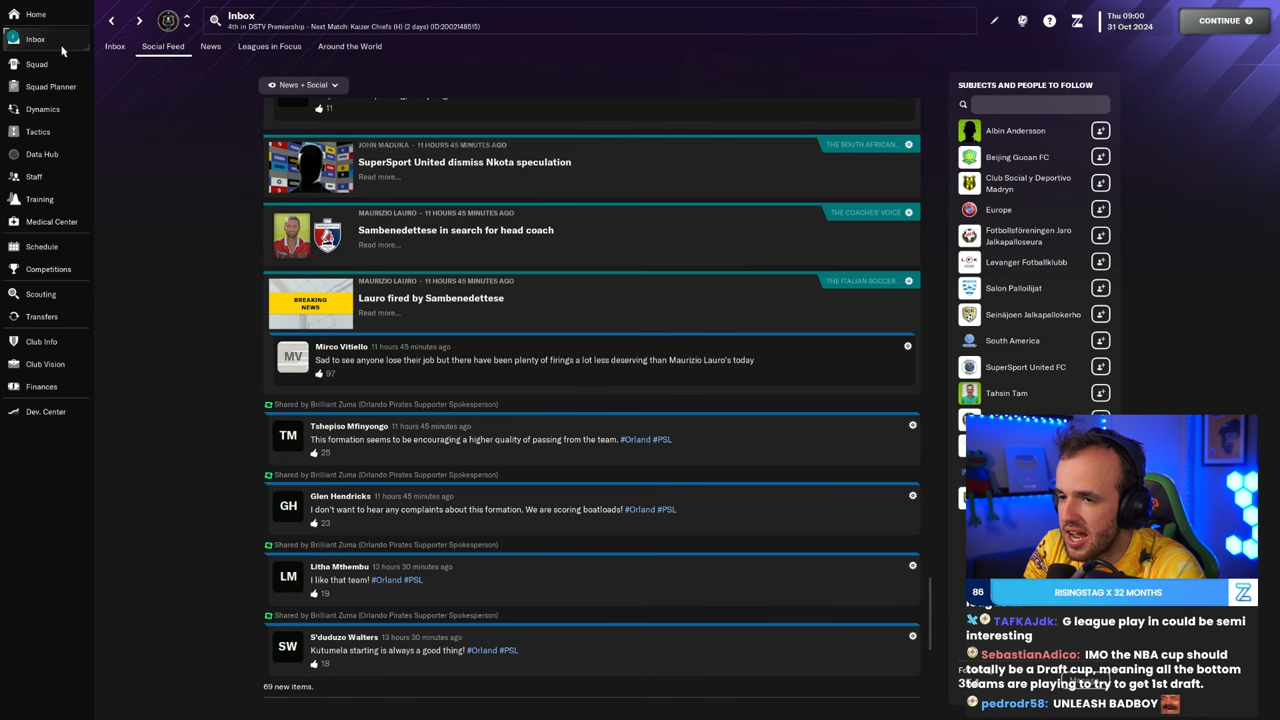 Home
Inbox
Squad
Squad Planner
Dynamics
Tactics
Data Hub
Staff
Training
Medical Center
Schedule
Competitions
Scouting
Transfers
Club Info
Club Vision
Finances
Dev. Center
Inbox
4th in DSTV Premiership - Next Match: Kaizer Chiefs (H) (2 days) (ID:2002148515)
Thu 09:00
31 Oct 2024
CONTINUE
Inbox Social Feed News Leagues in Focus Around the World
News + Social
11
JOHN MADUKA - 11 HOURS 45 MINUTES AGO
THE SOUTH AFRICAN...
SuperSport United dismiss Nkota speculation
Read more...
MAURIZIO LAURO - 11 HOURS 45 MINUTES AGO
THE COACHES' VOICE
Sambenedettese in search for head coach
Read more...
MAURIZIO LAURO - 11 HOURS 45 MINUTES AGO
THE ITALIAN SOCCER...
BREAKING
NEWS
Lauro fired by Sambenedettese
Read more...
MV
Mirco Vitiello 11 hours 45 minutes ago
Sad to see anyone lose their job but there have been plenty of firings a lot less deserving than Maurizio Lauro's today
97
Shared by Brilliant Zuma (Orlando Pirates Supporter Spokesperson)
TM
Tshepiso Mfinyongo 11 hours 45 minutes ago
This formation seems to be encouraging a higher quality of passing from the team. #Orland #PSL
25
Shared by Brilliant Zuma (Orlando Pirates Supporter Spokesperson)
GH
Glen Hendricks 11 hours 45 minutes ago
I don't want to hear any complaints about this formation. We are scoring boatloads! #Orland #PSL
23
Shared by Brilliant Zuma (Orlando Pirates Supporter Spokesperson)
LM
Litha Mthembu 13 hours 30 minutes ago
I like that team! #Orland #PSL
19
Shared by Brilliant Zuma (Orlando Pirates Supporter Spokesperson)
SW
S'duduzo Walters 13 hours 30 minutes ago
Kutumela starting is always a good thing! #Orland #PSL
18
69 new items.
SUBJECTS AND PEOPLE TO FOLLOW
Albin Andersson
Beijing Guoan FC
Club Social y Deportivo
Madryn
Europe
Fotbollsföreningen Jaro
Jalkapalloseura
Levanger Fotballklubb
Salon Palloilijat
Seinäjoen Jalkapallokerho
South America
SuperSport United FC
Tahsin Tam
86 RISINGSTAG X 32 MONTHS
TAFKAJdk: G league play in could be semi
interesting
SebastianAdico: IMO the NBA cup should
totally be a Draft cup, meaning all the bottom
teams are playing to try to get 1st draft.
pedrodr58: UNLEASH BADBOY